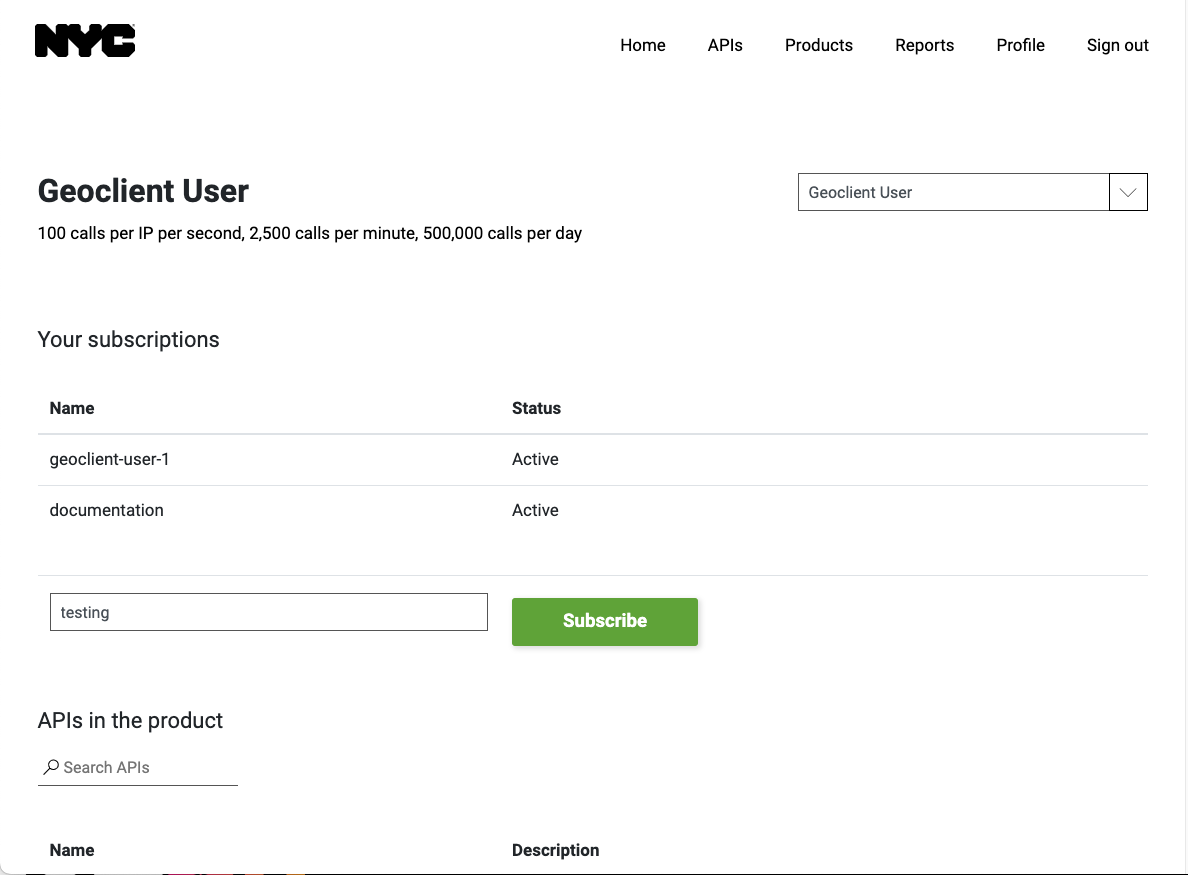 NYC
Home APIs Products Reports Profile Sign out
Geoclient User
Geoclient User
100 calls per IP per second, 2,500 calls per minute, 500,000 calls per day
Your subscriptions
Name Status
geoclient-user-1 Active
documentation Active
testing Subscribe
APIs in the product
Search APIs
Name Description